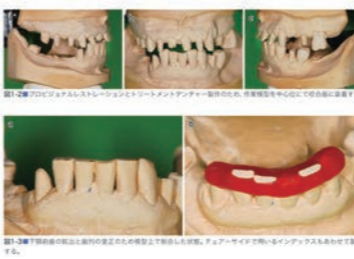 図1-2 プロビジョナルレストレーションとトリートメントデンチャー製作のため、作業模型を中心位にて咬合器に装着す
図1-3 下顎前歯の挺出と歯列の是正のため模型上で削合した状態。チェアーサイドで用いるインデックスもあわせて製
する。